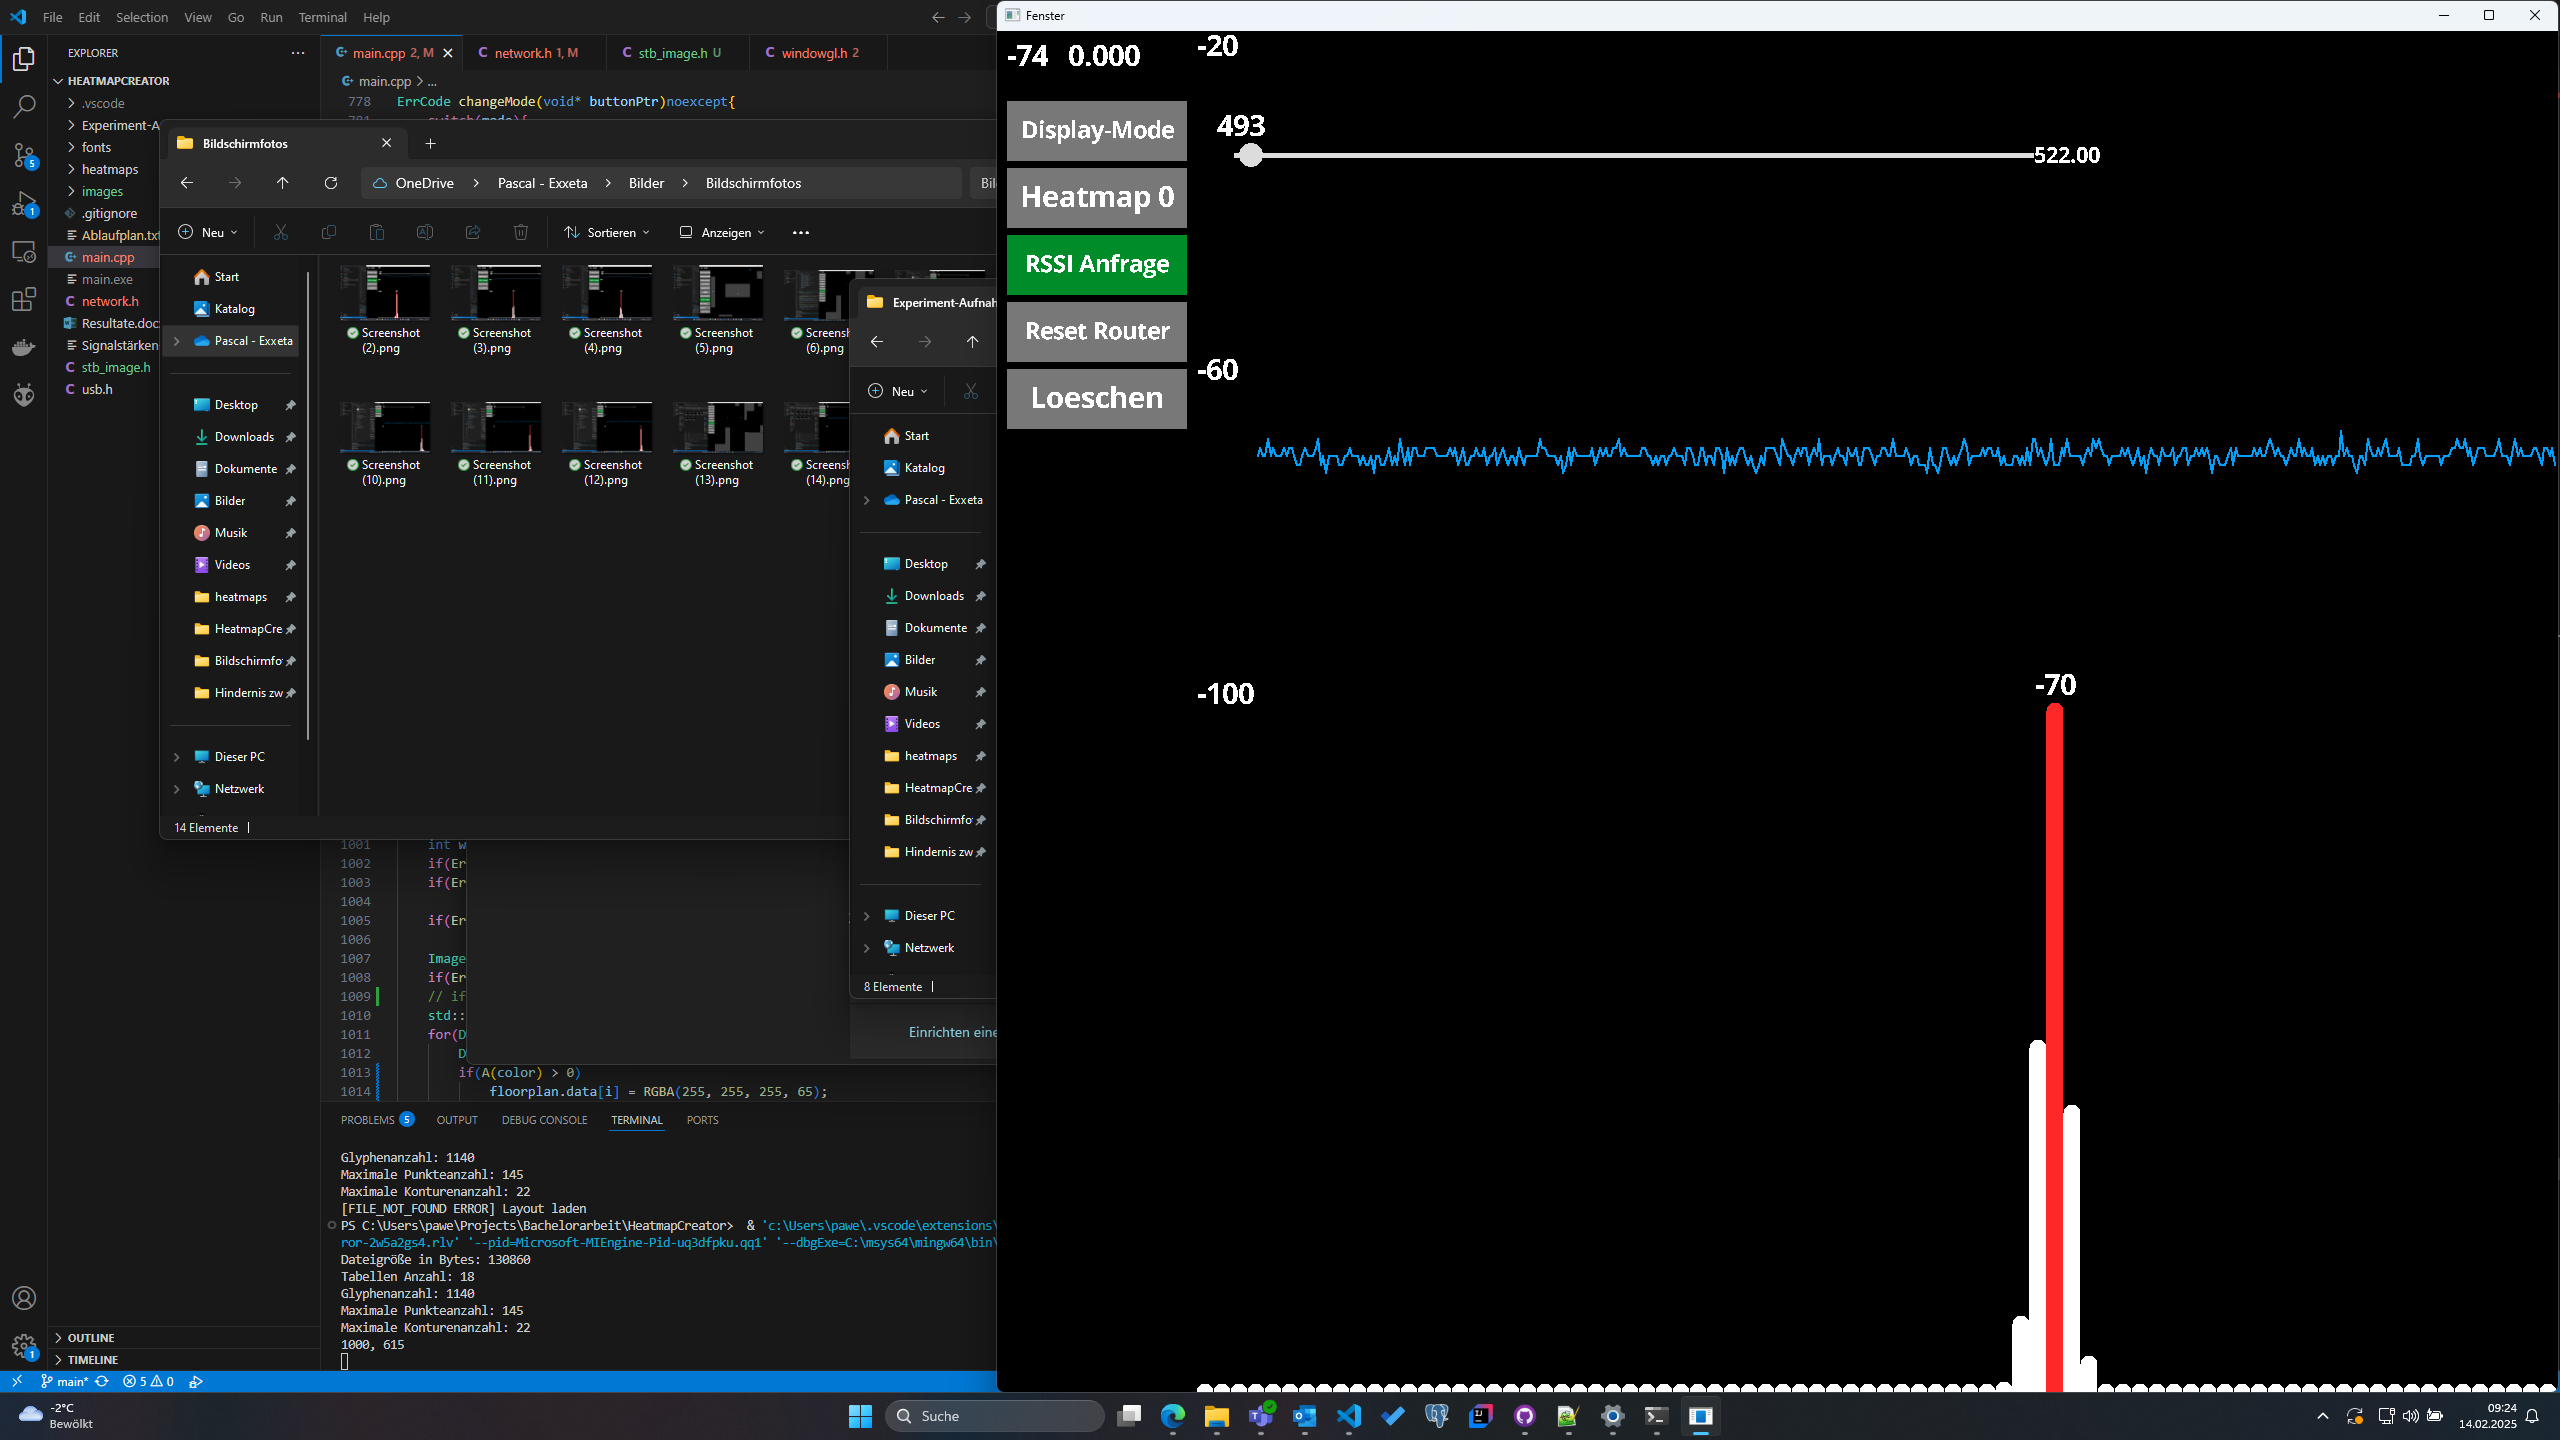 File Edit Selection View Go Run Terminal Help
EXPLORER
HEATMAPCREATOR
.vscode
Experiment-A
fonts
heatmaps
images
.gitignore
Ablaufplan.txt
main.cpp
main.exe
network.h
Resultate.doc
Signalstärken
stb_image.h
usb.h
OUTLINE
TIMELINE
main.cpp 2, M
network.h 1, M
stb_image.h U
windowgl.h 2
main.cpp > ...
778 ErrCode changeMode(void* buttonPtr)noexcept{
781 switch(mode){
Bildschirmfotos
OneDrive > Pascal - Exxeta > Bilder > Bildschirmfotos
Bil
Neu
Sortieren
Anzeigen
Start
Katalog
Pascal - Exxeta
Desktop
Downloads
Dokumente
Bilder
Musik
Videos
heatmaps
HeatmapCre
Bildschirmfo
Hindernis zw
Dieser PC
Netzwerk
14 Elemente
Screenshot (2).png
Screenshot (3).png
Screenshot (4).png
Screenshot (5).png
Screensh (6).pn
Screenshot (10).png
Screenshot (11).png
Screenshot (12).png
Screenshot (13).png
Screensh (14).pn
Experiment-Aufnah
Neu
Start
Katalog
Pascal - Exxeta
Desktop
Downloads
Dokumente
Bilder
Musik
Videos
heatmaps
HeatmapCre
Bildschirmfo
Hindernis zw
Dieser PC
Netzwerk
8 Elemente
Einrichten eine
1001 int w
1002 if(Er
1003 if(Er
1004
1005 if(Er
1006
1007 Image
1008 if(Er
1009 // if
1010 std::
1011 for(D
1012 D
1013 if(A(color) > 0)
1014 floorplan.data[i] = RGBA(255, 255, 255, 65);
PROBLEMS 5 OUTPUT DEBUG CONSOLE TERMINAL PORTS
Glyphenanzahl: 1140
Maximale Punkteanzahl: 145
Maximale Konturenanzahl: 22
[FILE_NOT_FOUND ERROR] Layout laden
PS C:\Users\pawe\Projects\Bachelorarbeit\HeatmapCreator> & 'c:\Users\pawe\.vscode\extensions\
ror-2w5a2gs4.rlv' '--pid=Microsoft-MIEngine-Pid-uq3dfpku.qq1' '--dbgExe=C:\msys64\mingw64\bin\
Dateigröße in Bytes: 130860
Tabellen Anzahl: 18
Glyphenanzahl: 1140
Maximale Punkteanzahl: 145
Maximale Konturenanzahl: 22
1000, 615
main* 5 0
Fenster
-74 0.000
Display-Mode
Heatmap 0
RSSI Anfrage
Reset Router
Loeschen
-20
493
522.00
-60
-100
-70
-2°C
Bewölkt
Suche
09:24
14.02.2025